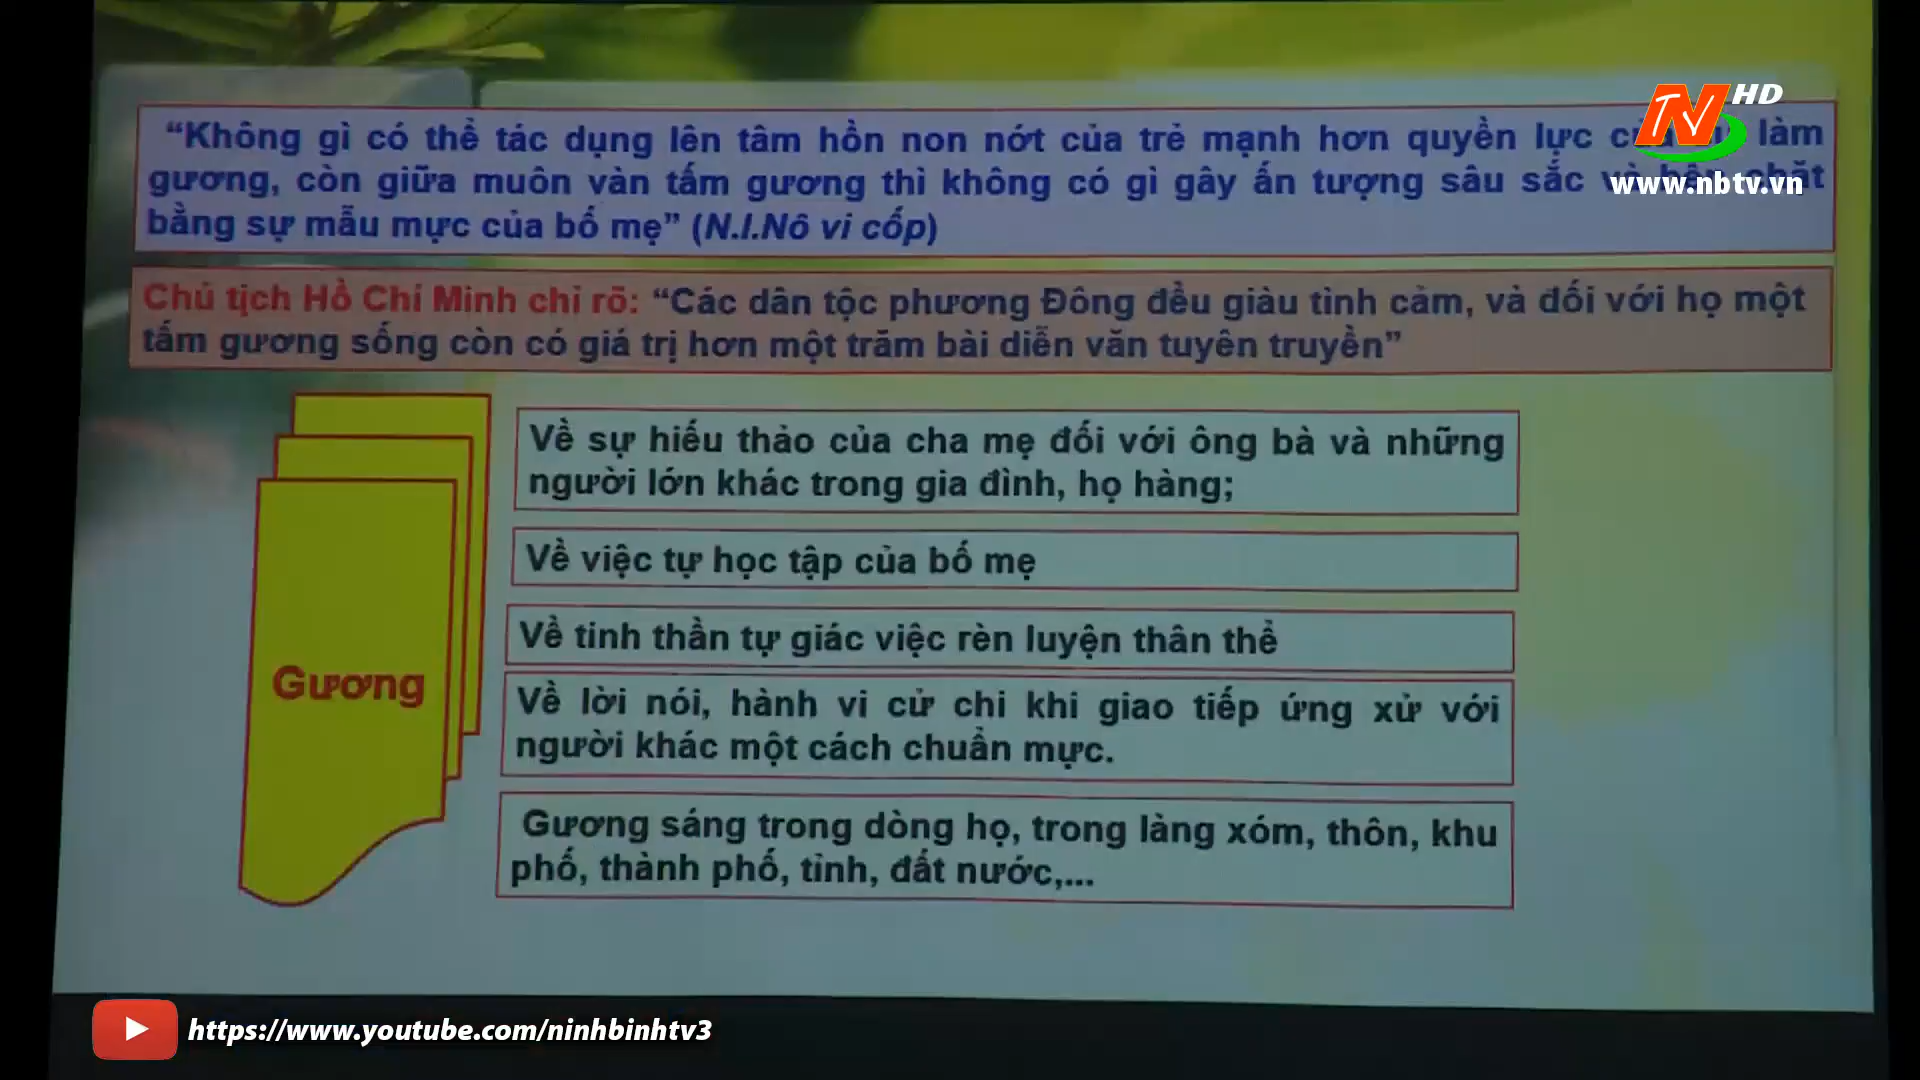 HD
TV N
“Không gì có thể tác dụng lên tâm hồn non nớt của trẻ mạnh hơn quyền lực làm
gương, còn giữa muôn vàn tấm gương thì không có gì gây ấn tượng sâu sắc
www.nbtv.vn
bằng sự mẫu mực của bố mẹ” (N.I.Nô vi cốp)
Chủ tịch Hồ Chí Minh chỉ rõ: “Các dân tộc phương Đông đều giàu tình cảm, và đối với họ một
tấm gương sống còn có giá trị hơn một trăm bài diễn văn tuyên truyền”
Về sự hiếu thảo của cha mẹ đối với ông bà và những
người lớn khác trong gia đình, họ hàng;
Về việc tự học tập của bố mẹ
Về tinh thần tự giác việc rèn luyện thân thể
Gương
Về lời nói, hành vi cử chỉ khi giao tiếp ứng xử với
người khác một cách chuẩn mực.
Gương sáng trong dòng họ, trong làng xóm, thôn, khu
phố, thành phố, tỉnh, đất nước,...
https://www.youtube.com/ninhbinhtv3